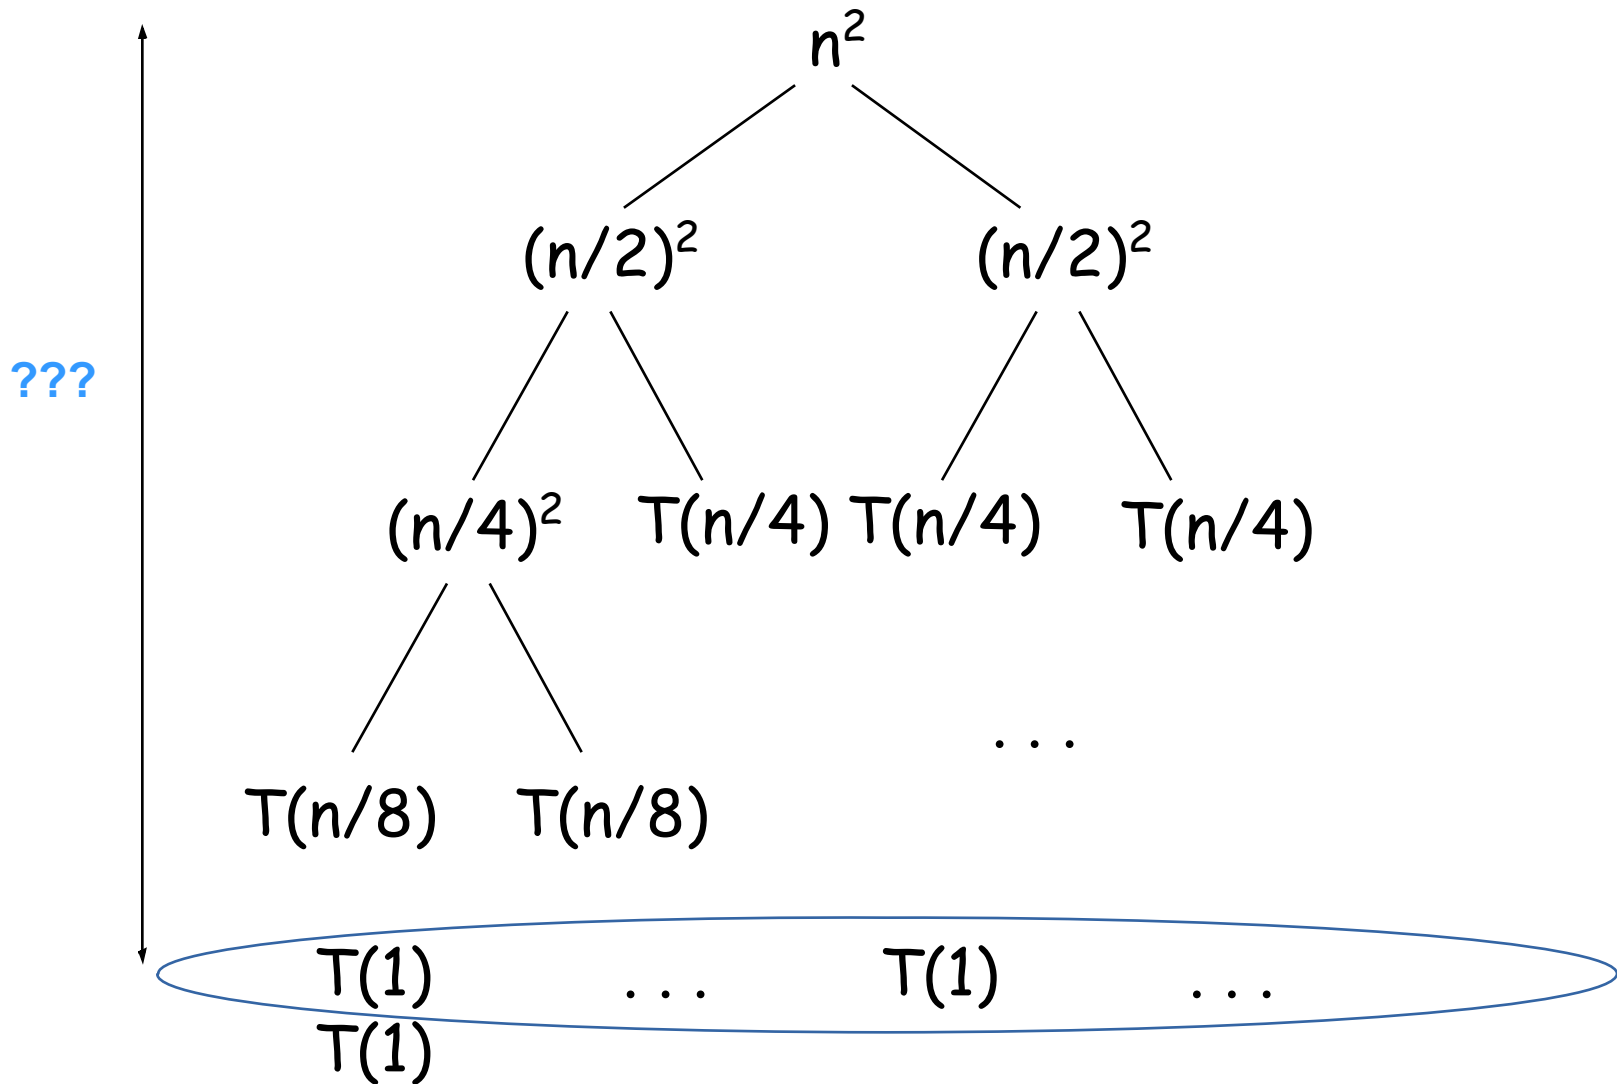 n²
(n/2)² (n/2)²
???
(n/4)² T(n/4) T(n/4) T(n/4)
. . .
T(n/8) T(n/8)
T(1) . . . T(1) . . .
T(1)